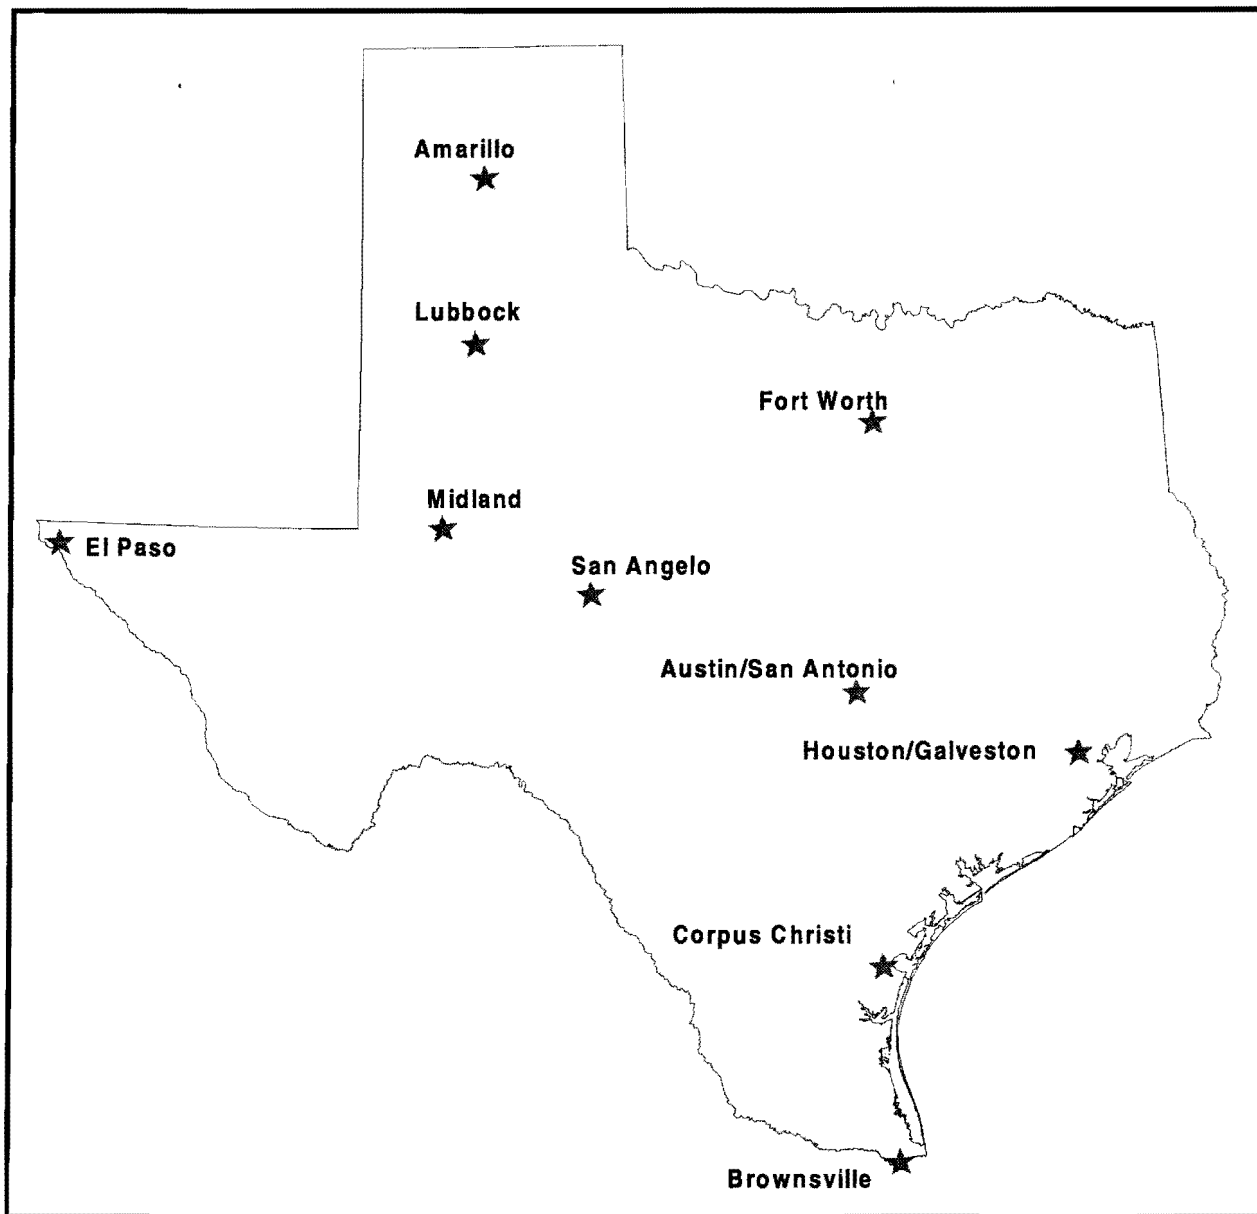 Amarillo
Lubbock
Fort Worth
Midland
El Paso
San Angelo
Austin/San Antonio
Houston/Galveston
Corpus Christi
Brownsville